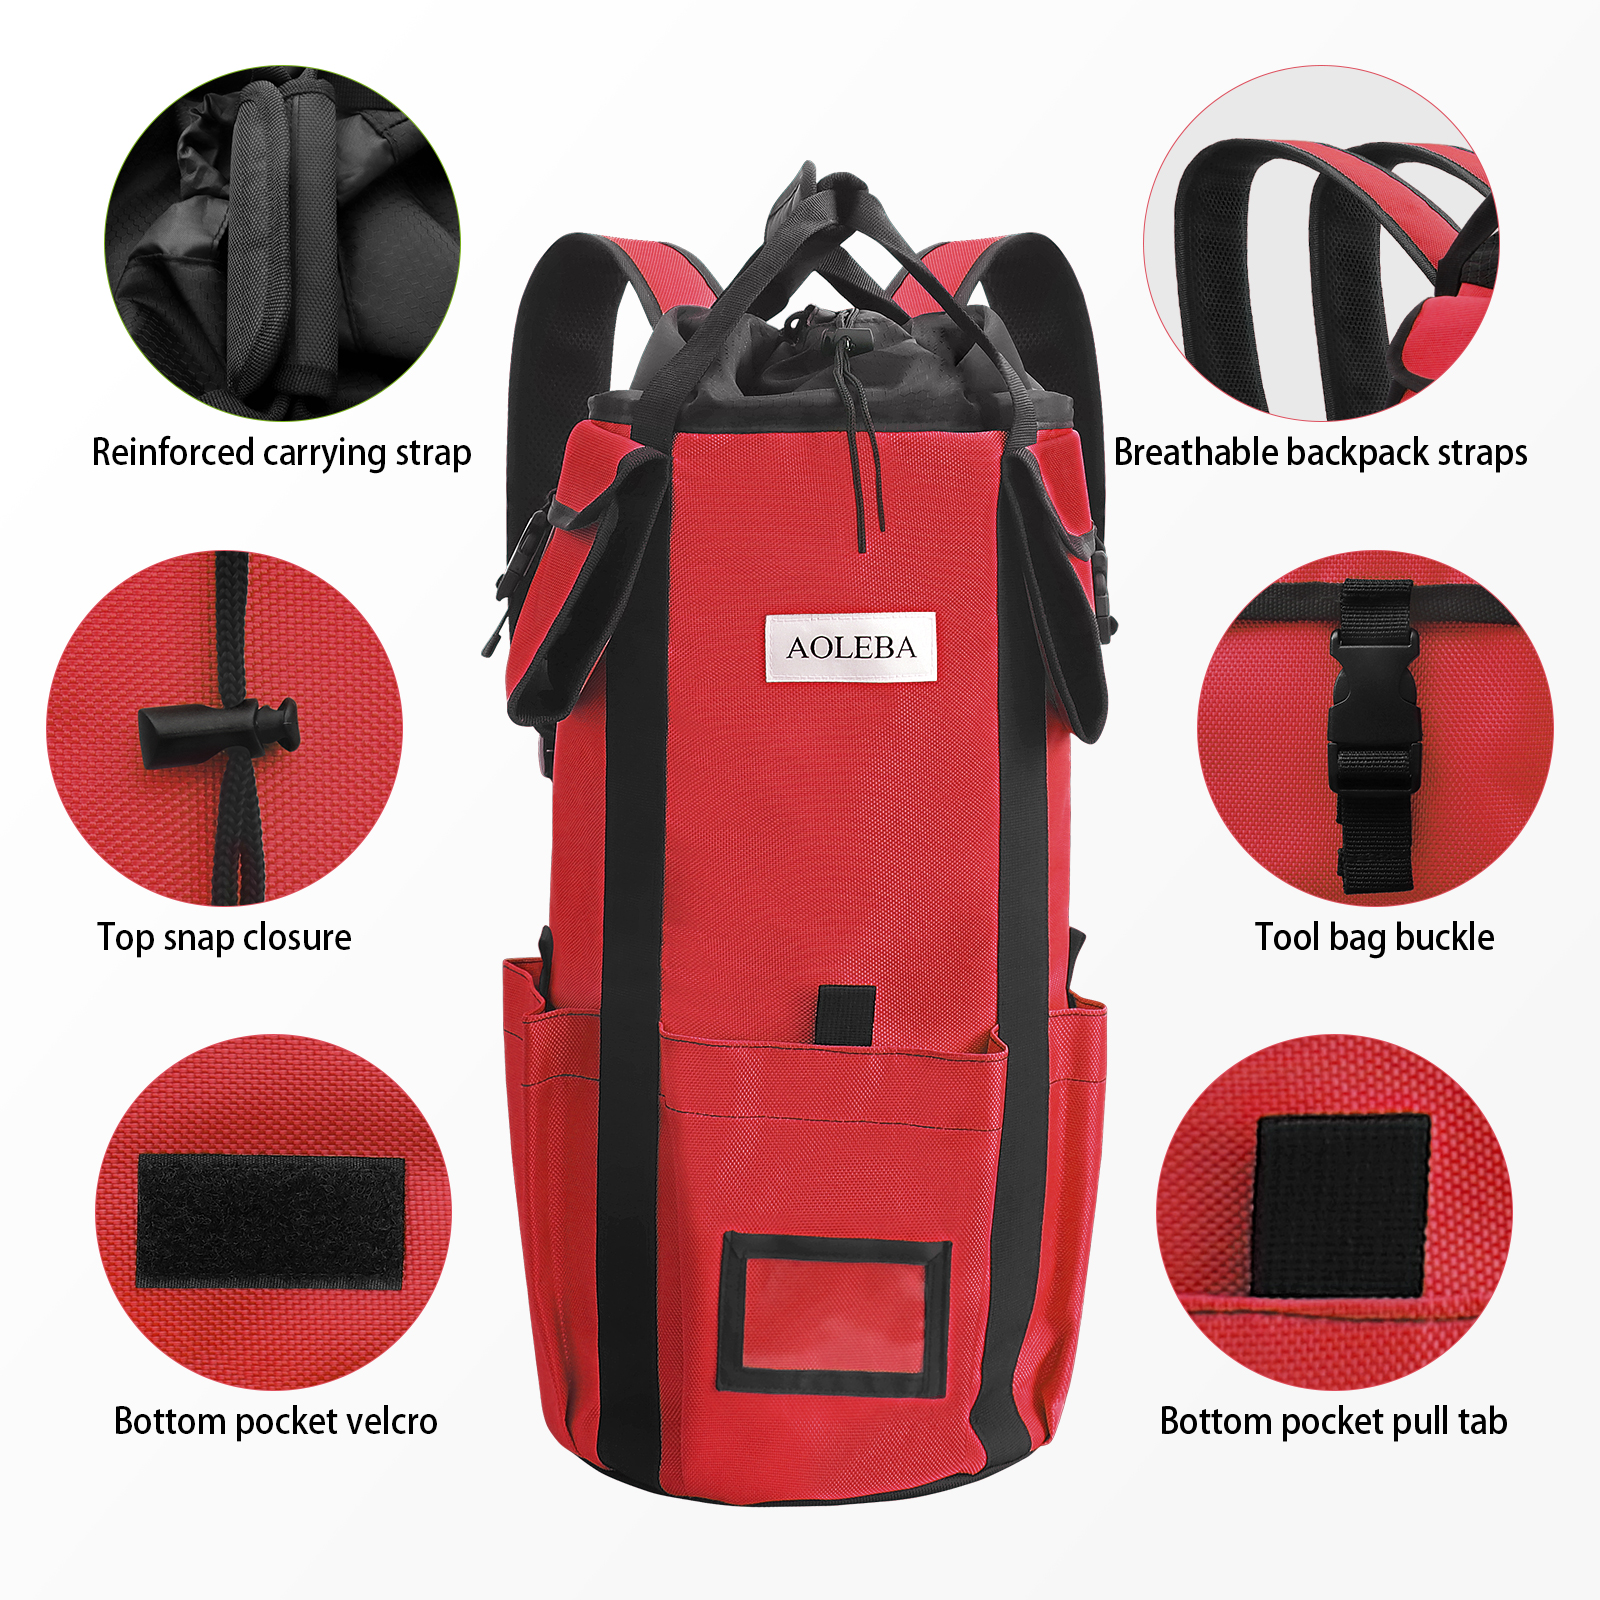 Reinforced carrying strap
Breathable backpack straps
AOLEBA
Top snap closure
Tool bag buckle
Bottom pocket velcro
Bottom pocket pull tab